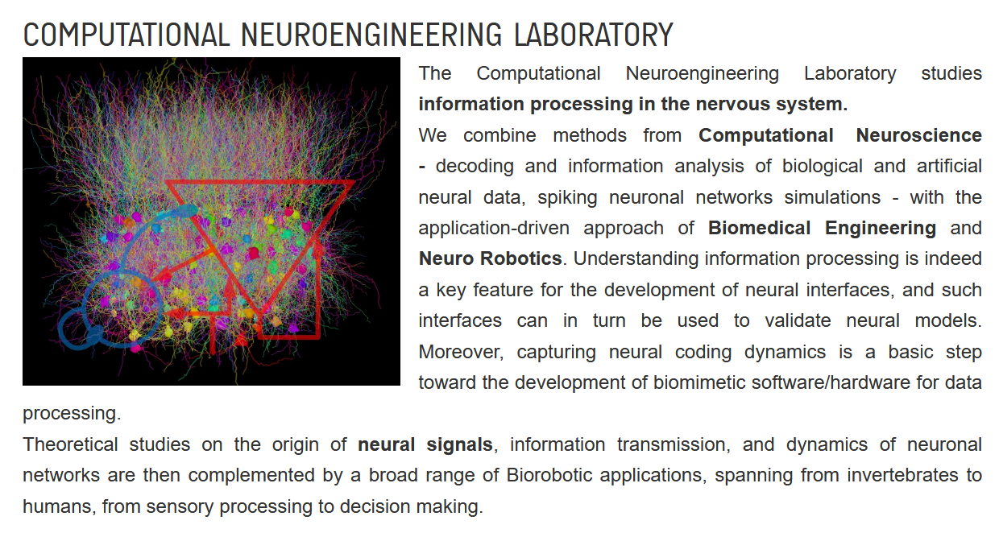 COMPUTATIONAL NEUROENGINEERING LABORATORY
The Computational Neuroengineering Laboratory studies
information processing in the nervous system.
We combine methods from Computational Neuroscience
- decoding and information analysis of biological and artificial
neural data, spiking neuronal networks simulations - with the
application-driven approach of Biomedical Engineering and
Neuro Robotics. Understanding information processing is indeed
a key feature for the development of neural interfaces, and such
interfaces can in turn be used to validate neural models.
Moreover, capturing neural coding dynamics is a basic step
toward the development of biomimetic software/hardware for data
processing.
Theoretical studies on the origin of neural signals, information transmission, and dynamics of neuronal
networks are then complemented by a broad range of Biorobotic applications, spanning from invertebrates to
humans, from sensory processing to decision making.